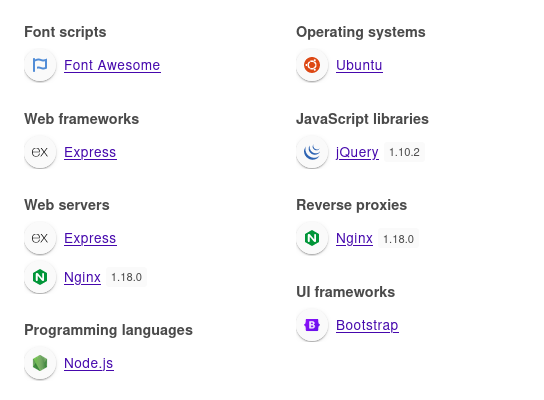 Font scripts
Font Awesome
Web frameworks
ex Express
Web servers
ex Express
Nginx 1.18.0
Programming languages
Node.js
Operating systems
Ubuntu
JavaScript libraries
jQuery 1.10.2
Reverse proxies
N Nginx 1.18.0
UI frameworks
B Bootstrap